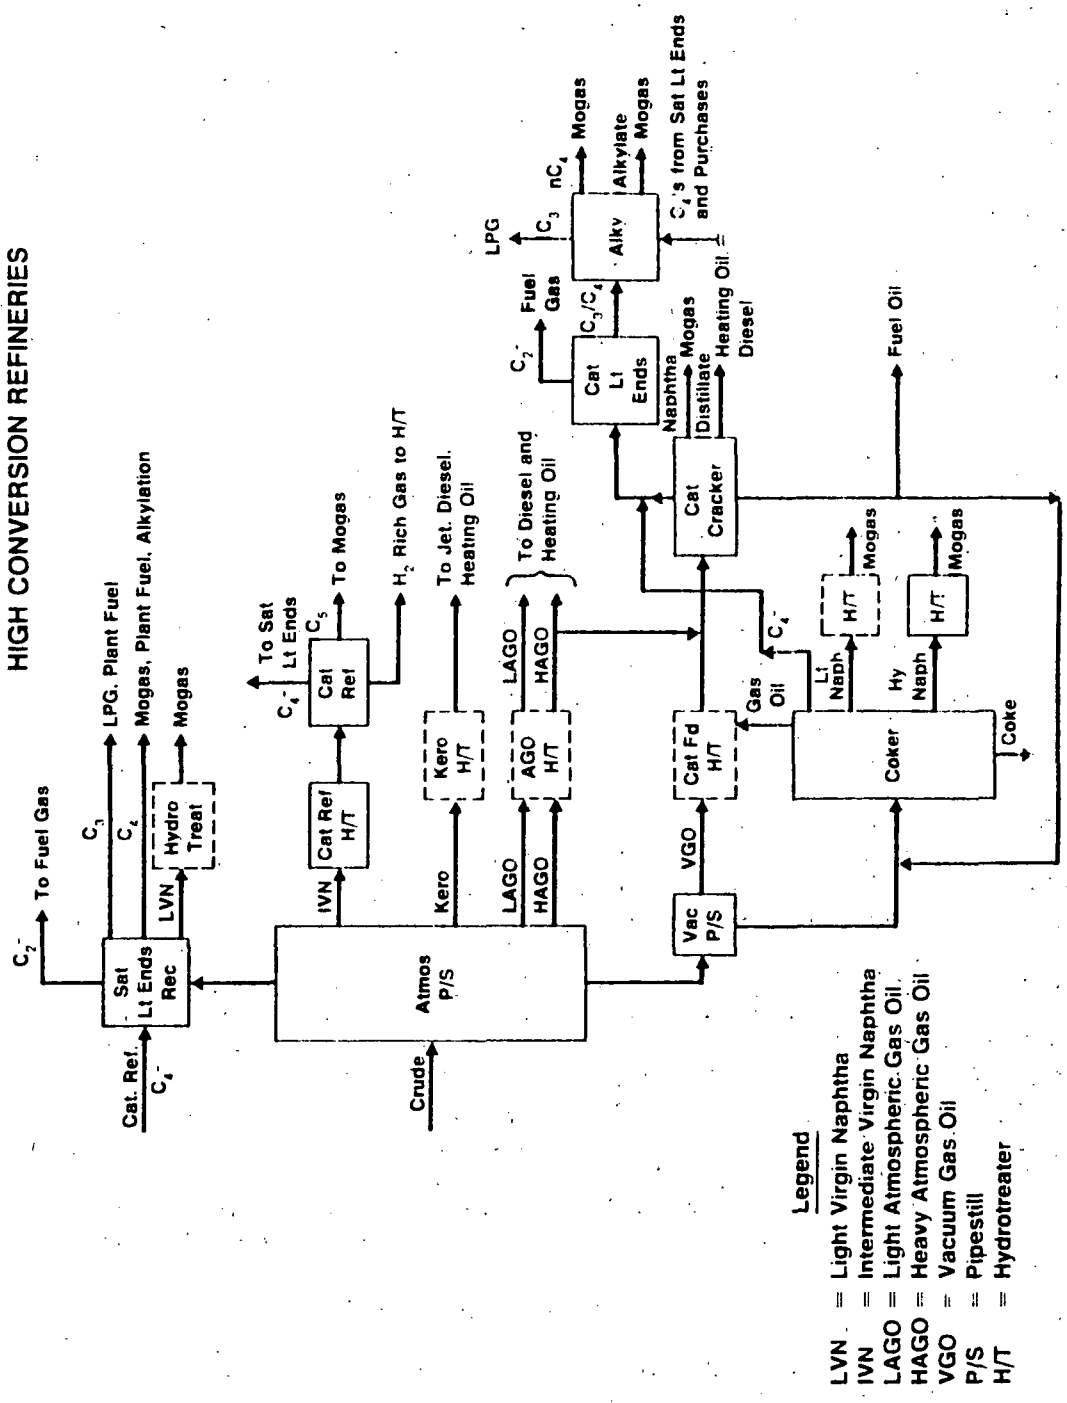 HIGH CONVERSION REFINERIES
C₂⁻
To Fuel Gas
Cat. Ref.
C₄⁻
Sat
Lt Ends
Rec
C₃
LPG. Plant Fuel
C₄
Mogas, Plant Fuel, Alkylation
LVN
Hydro
Treat
Mogas
Crude
Atmos
P/S
IVN
Cat Ref
H/T
Cat
Ref
C₄⁻
To Sat
Lt Ends
C₅
To Mogas
H₂ Rich Gas to H/T
Kero
Kero
H/T
To Jet. Diesel.
Heating Oil
LAGO
HAGO
AGO
H/T
LAGO
HAGO
To Diesel and
Heating Oil
Vac
P/S
VGO
Cat Fd
H/T
Cat
Cracker
Naphtha
Mogas
Distillate
Heating Oil =
Diesel
Cat
Lt
Ends
C₂⁻
Fuel
Gas
C₃/C₄
Alky
LPG
C₃
nC₄
Mogas
Alkylate
Mogas
C₄'s from Sat Lt Ends
and Purchases
Fuel Oil
Gas
Oil
C₄⁻
Coker
Lt
Naph
H/T
Mogas
Hy
Naph
H/T
Mogas
Coke
Legend
LVN = Light Virgin Naphtha
IVN = Intermediate Virgin Naphtha
LAGO = Light Atmospheric Gas Oil
HAGO = Heavy Atmospheric Gas Oil
VGO = Vacuum Gas Oil
P/S = Pipestill
H/T = Hydrotreater